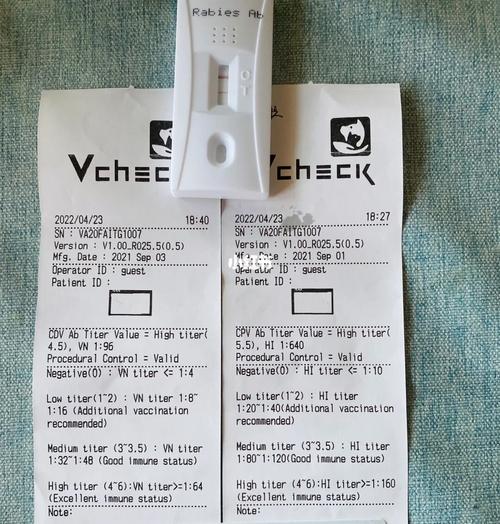 Rabies Ab
C
T
Vcheck
2022/04/23 18:40
SN : VA20FAITG1007
Version : V1.00_R025.5(0.5)
Mfg. Date : 2021 Sep 03
Operator ID : guest
Patient ID :
CDV Ab Titer Value = High titer(
4.5), VN 1:96
Procedural Control = Valid
Negative(0) : VN titer <= 1:4
Low titer(1~2) : VN titer 1:8~
1:16 (Additional vaccination
recommended)
Medium titer (3~3.5) : VN titer
1:32~1:48 (Good immune status)
High titer (4~6):VN titer>=1:64
(Excellent immune status)
Note:
Vcheck
2022/04/23 18:27
SN : VA20FAITG1007
Version : V1.00_R025.5(0.5)
Mfg. Date : 2021 Sep 01
Operator ID : guest
Patient ID :
CPV Ab Titer Value = High titer(
5.5), HI 1:640
Procedural Control = Valid
Negative(0) : HI titer <= 1:10
Low titer(1~2) : HI titer
1:20~1:40(Additional vaccination
recommended)
Medium titer (3~3.5) : HI titer
1:80~1:120(Good immune status)
High titer (4~6):HI titer>=1:160
(Excellent immune status)
Note:
小红书